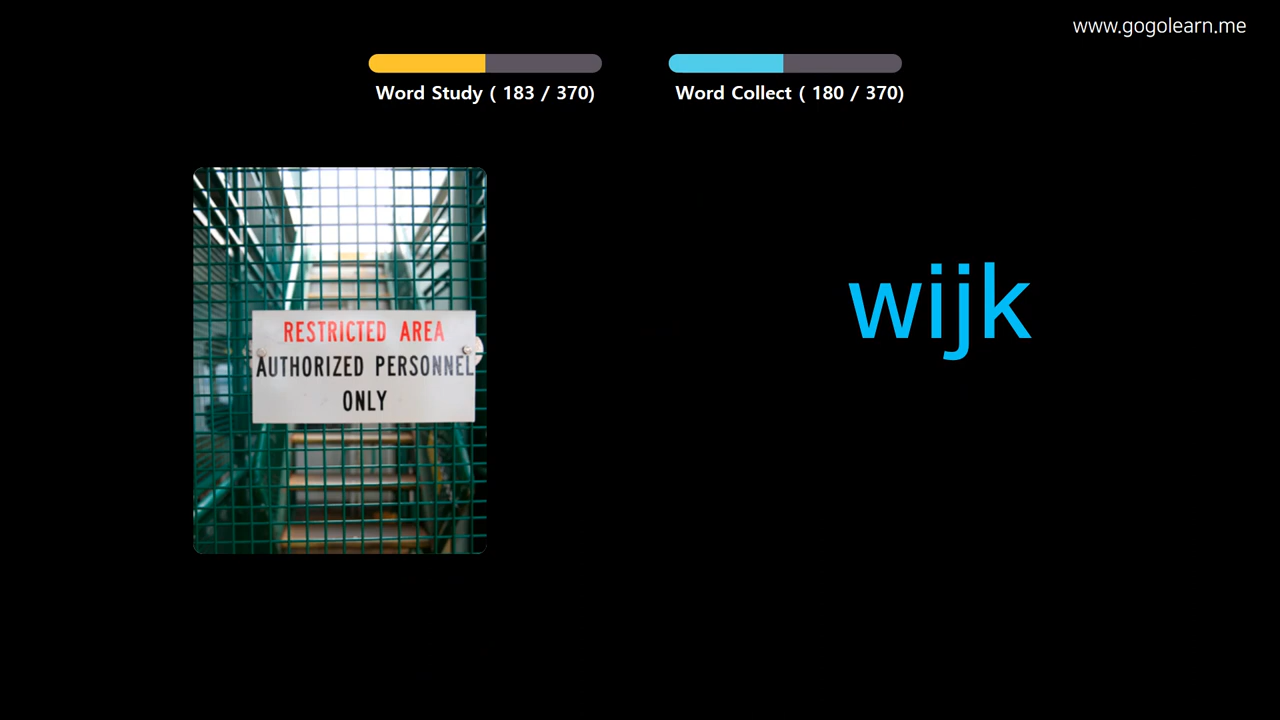 www.gogolearn.me
Word Study ( 183 / 370)
Word Collect ( 180 / 370)
RESTRICTED AREA
AUTHORIZED PERSONNEL
ONLY
wijk